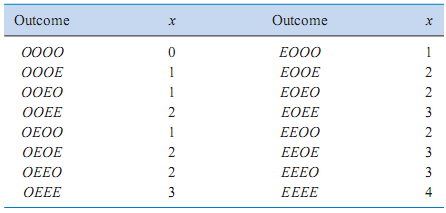 Outcome x Outcome x
OOOO 0 EOOO 1
OOOE 1 EOOE 2
OOEO 1 EOEO 2
OOEE 2 EOEE 3
OEOO 1 EEOO 2
OEOE 2 EEOE 3
OEEO 2 EEEO 3
OEEE 3 EEEE 4